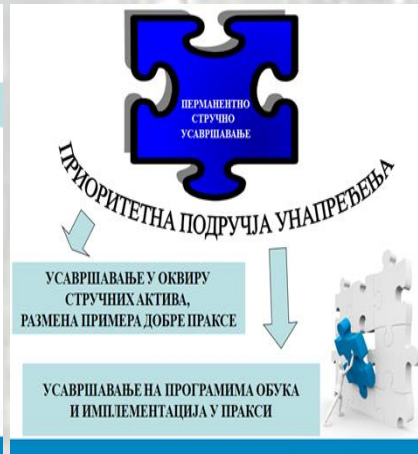 ПЕРМАНЕНТНО
СТРУЧНО
УСАВРШАВАЊЕ
ПРИОРИТЕТНА ПОДРУЧЈА УНАПРЕЂЕЊА
УСАВРШАВАЊЕ У ОКВИРУ
СТРУЧНИХ АКТИВА,
РАЗМЕНА ПРИМЕРА ДОБРЕ ПРАКСЕ
УСАВРШАВАЊЕ НА ПРОГРАМИМА ОБУКА
И ИМПЛЕМЕНТАЦИЈА У ПРАКСИ